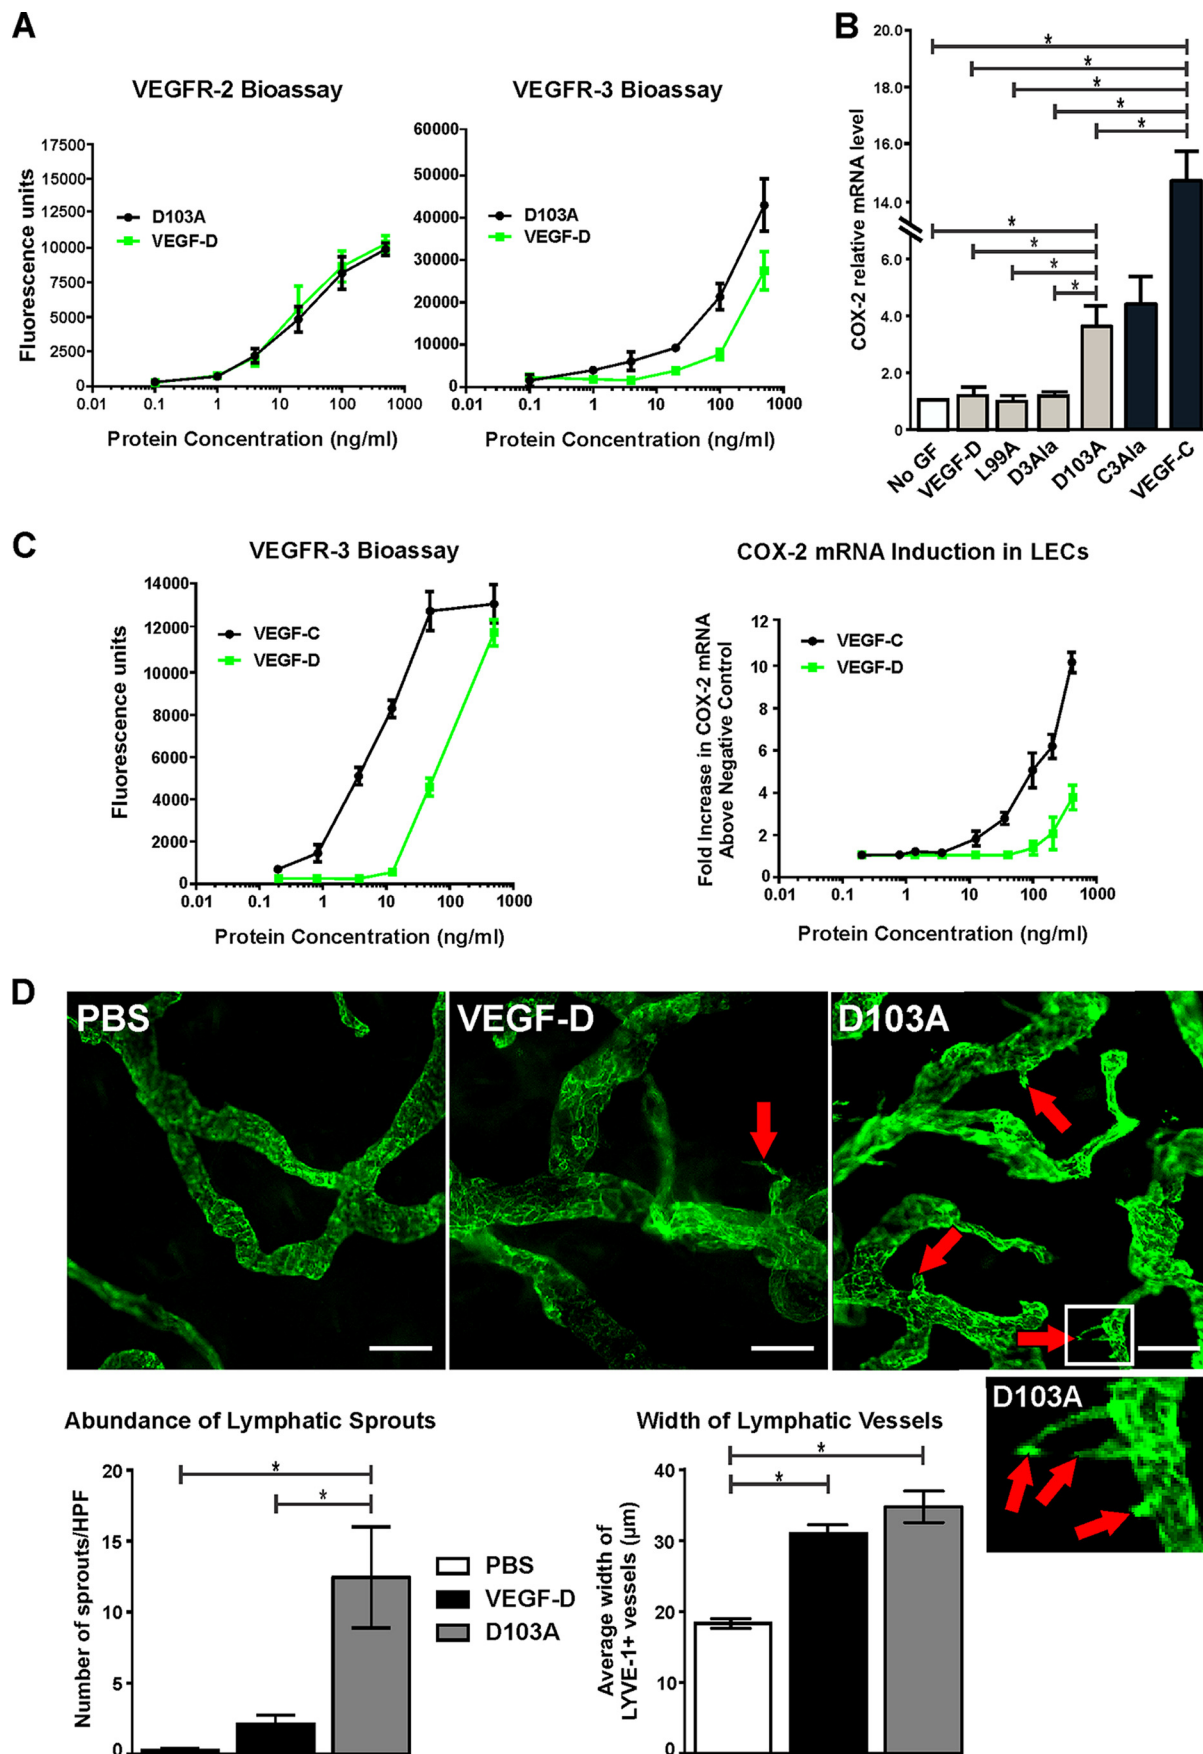 A
VEGFR-2 Bioassay
VEGFR-3 Bioassay
Fluorescence units
17500
15000
12500
10000
7500
5000
2500
0
D103A
VEGF-D
0.01 0.1 1 10 100 1000
Protein Concentration (ng/ml)
60000
50000
40000
30000
20000
10000
0
D103A
VEGF-D
0.01 0.1 1 10 100 1000
Protein Concentration (ng/ml)
B
COX-2 relative mRNA level
20.0
18.0
16.0
14.0
6.0
4.0
2.0
0
* * * * *
* * * *
No GF VEGF-D L99A D3Ala D103A C3Ala VEGF-C
C
VEGFR-3 Bioassay
Fluorescence units
14000
12000
10000
8000
6000
4000
2000
0
VEGF-C
VEGF-D
0.01 0.1 1 10 100 1000
Protein Concentration (ng/ml)
COX-2 mRNA Induction in LECs
Fold Increase in COX-2 mRNA
Above Negative Control
12
10
8
6
4
2
0
VEGF-C
VEGF-D
0.01 0.1 1 10 100 1000
Protein Concentration (ng/ml)
D
PBS
VEGF-D
D103A
D103A
Abundance of Lymphatic Sprouts
Number of sprouts/HPF
20
15
10
5
0
*
*
PBS
VEGF-D
D103A
Width of Lymphatic Vessels
Average width of
LYVE-1+ vessels (μm)
40
30
20
10
0
*
*